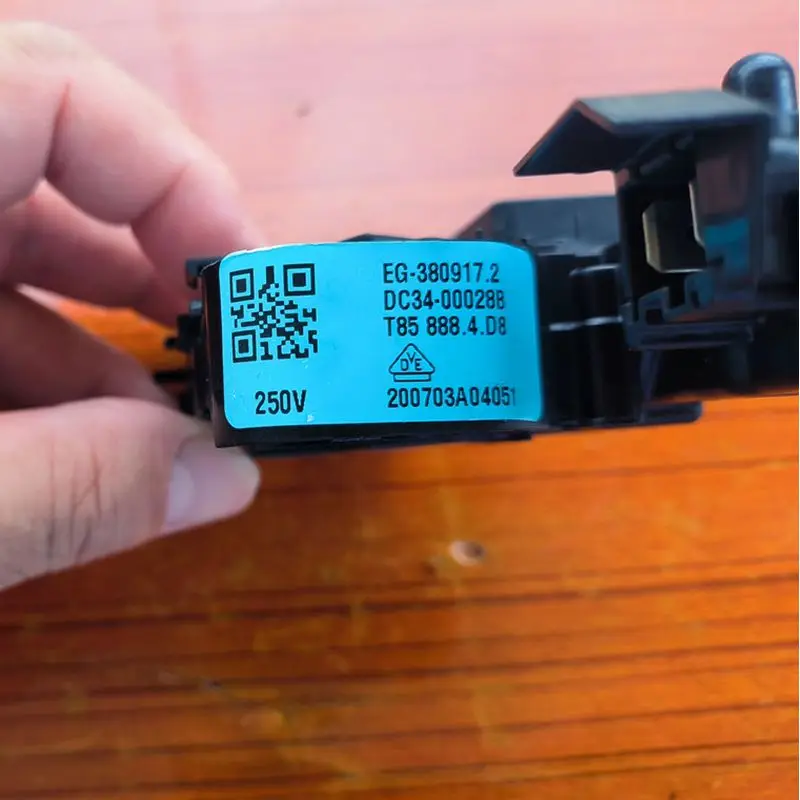 EG-380917.2
DC34-00028B
T85 888.4.D8
DVE
250V
200703A04051